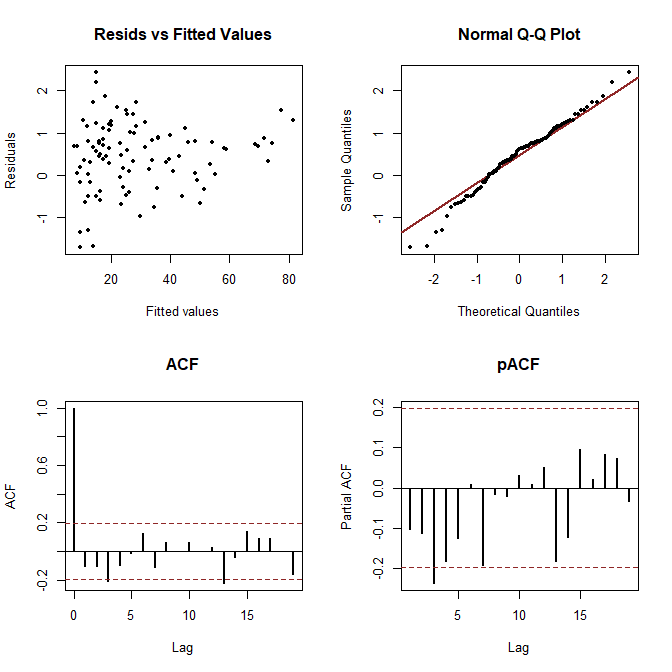 Resids vs Fitted Values
Residuals
2
1
0
-1
20
40
60
80
Fitted values
Normal Q-Q Plot
Sample Quantiles
2
1
0
-1
-2
-1
0
1
2
Theoretical Quantiles
ACF
ACF
1.0
0.6
0.2
-0.2
0
5
10
15
Lag
pACF
Partial ACF
0.2
0.1
0.0
-0.1
-0.2
5
10
15
Lag